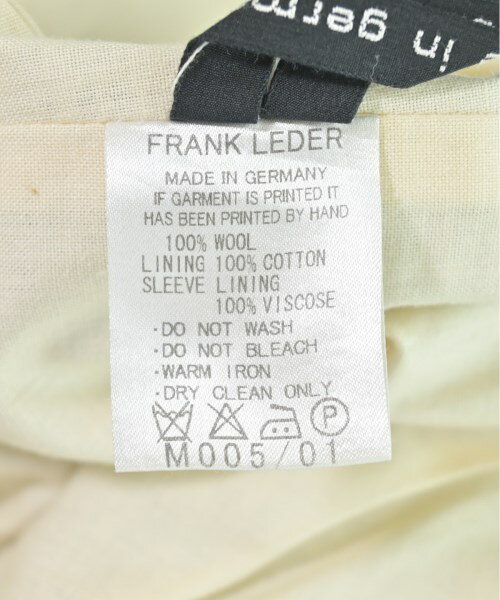 in germ
FRANK LEDER
MADE IN GERMANY
IF GARMENT IS PRINTED IT
HAS BEEN PRINTED BY HAND
100% WOOL
LINING 100% COTTON
SLEEVE LINING
100% VISCOSE
·DO NOT WASH
·DO NOT BLEACH
·WARM IRON
·DRY CLEAN ONLY
P
M005/01